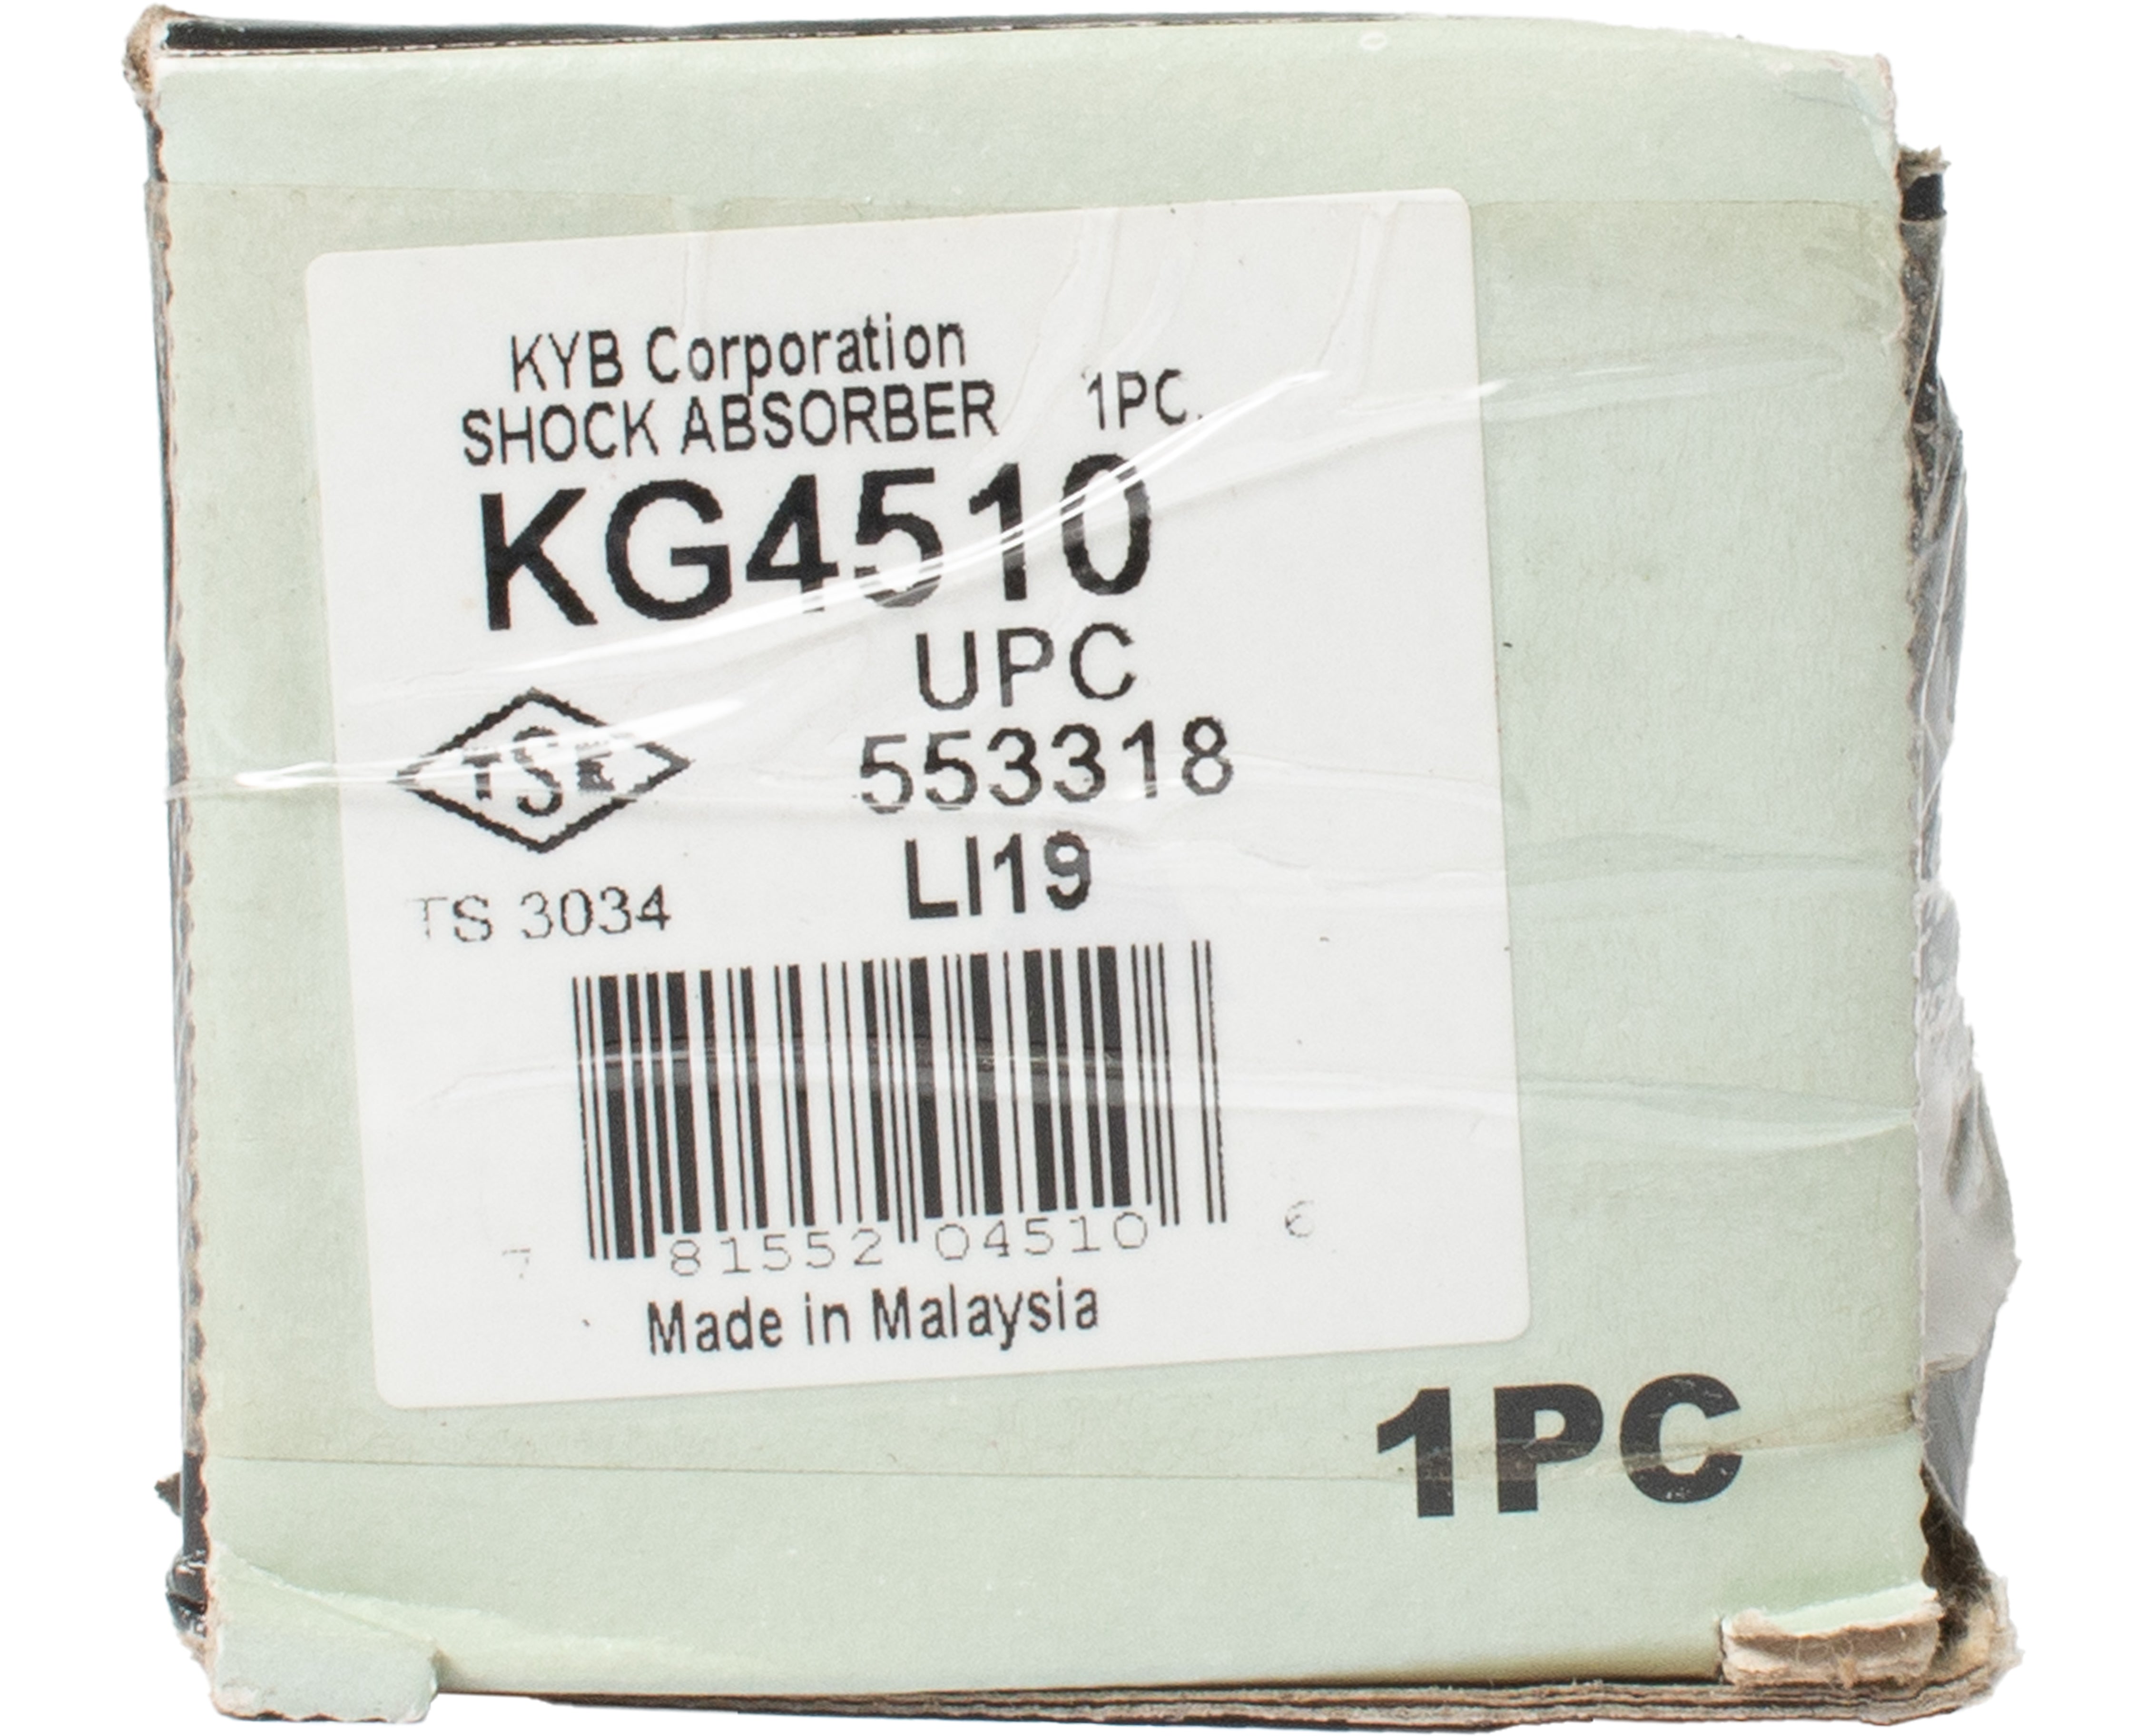 KYB Corporation
SHOCK ABSORBER 1PC.
KG4510
UPC
TSE
553318
LI19
TS 3034
7 81552 04510 6
Made in Malaysia
1PC